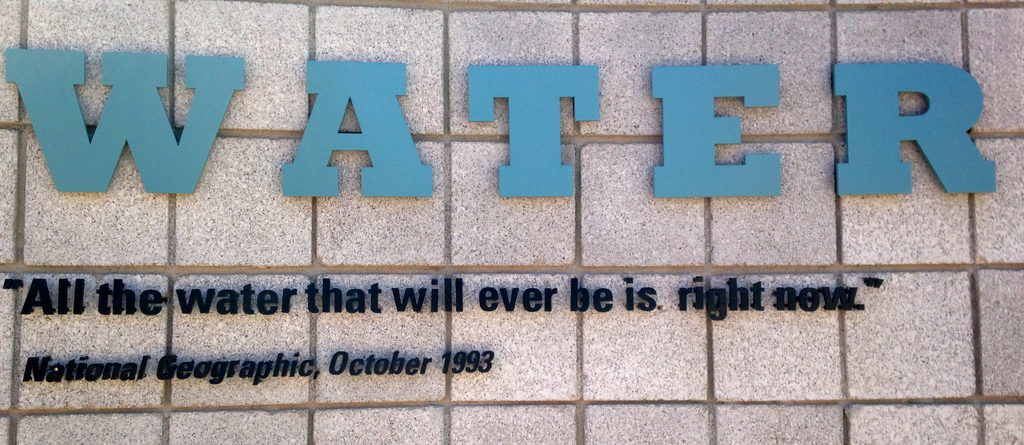 WATER
"All the water that will ever be is. right now."
National Geographic, October 1993